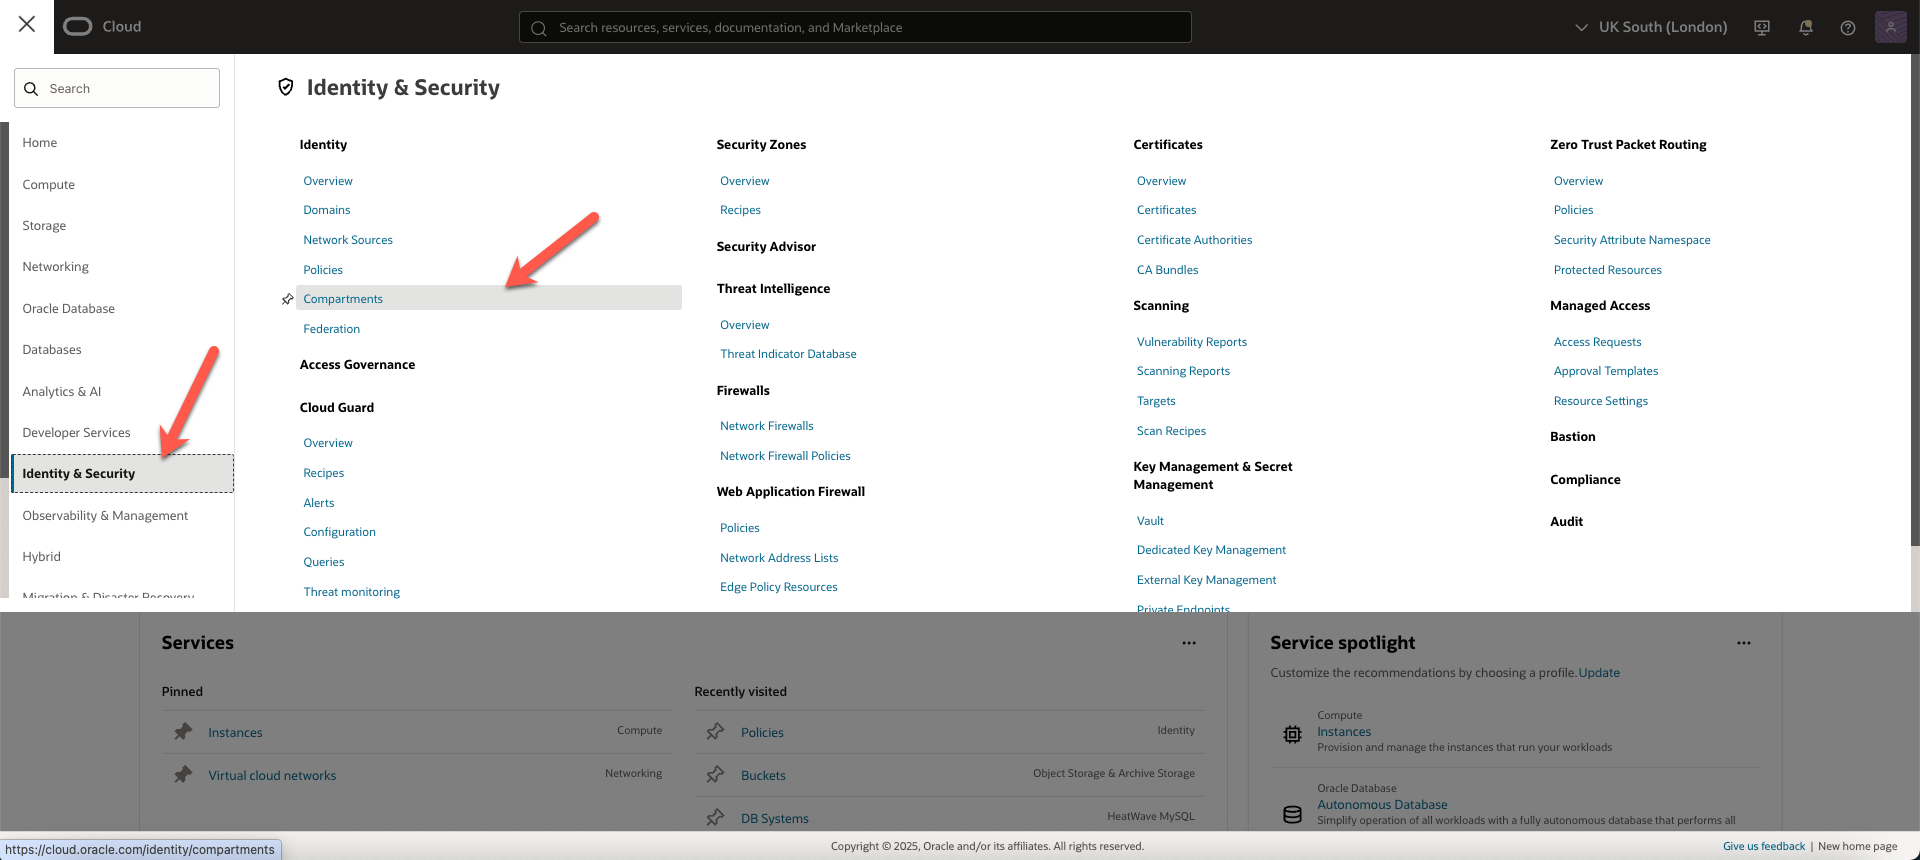 Cloud
Search resources, services, documentation, and Marketplace
UK South (London)
Search
Home
Compute
Storage
Networking
Oracle Database
Databases
Analytics & AI
Developer Services
Identity & Security
Observability & Management
Hybrid
Migration & Disaster Recovery
Identity & Security
Identity
Overview
Domains
Network Sources
Policies
Compartments
Federation
Access Governance
Cloud Guard
Overview
Recipes
Alerts
Configuration
Queries
Threat monitoring
Security Zones
Overview
Recipes
Security Advisor
Threat Intelligence
Overview
Threat Indicator Database
Firewalls
Network Firewalls
Network Firewall Policies
Web Application Firewall
Policies
Network Address Lists
Edge Policy Resources
Certificates
Overview
Certificates
Certificate Authorities
CA Bundles
Scanning
Vulnerability Reports
Scanning Reports
Targets
Scan Recipes
Key Management & Secret
Management
Vault
Dedicated Key Management
External Key Management
Private Endpoints
Zero Trust Packet Routing
Overview
Policies
Security Attribute Namespace
Protected Resources
Managed Access
Access Requests
Approval Templates
Resource Settings
Bastion
Compliance
Audit
Services
Pinned
Instances Compute
Virtual cloud networks Networking
Recently visited
Policies Identity
Buckets Object Storage & Archive Storage
DB Systems HeatWave MySQL
Service spotlight
Customize the recommendations by choosing a profile. Update
Compute
Instances
Provision and manage the instances that run your workloads
Oracle Database
Autonomous Database
Simplify operation of all workloads with a fully autonomous database that performs all
https://cloud.oracle.com/identity/compartments
Copyright © 2025, Oracle and/or its affiliates. All rights reserved.
Give us feedback | New home page